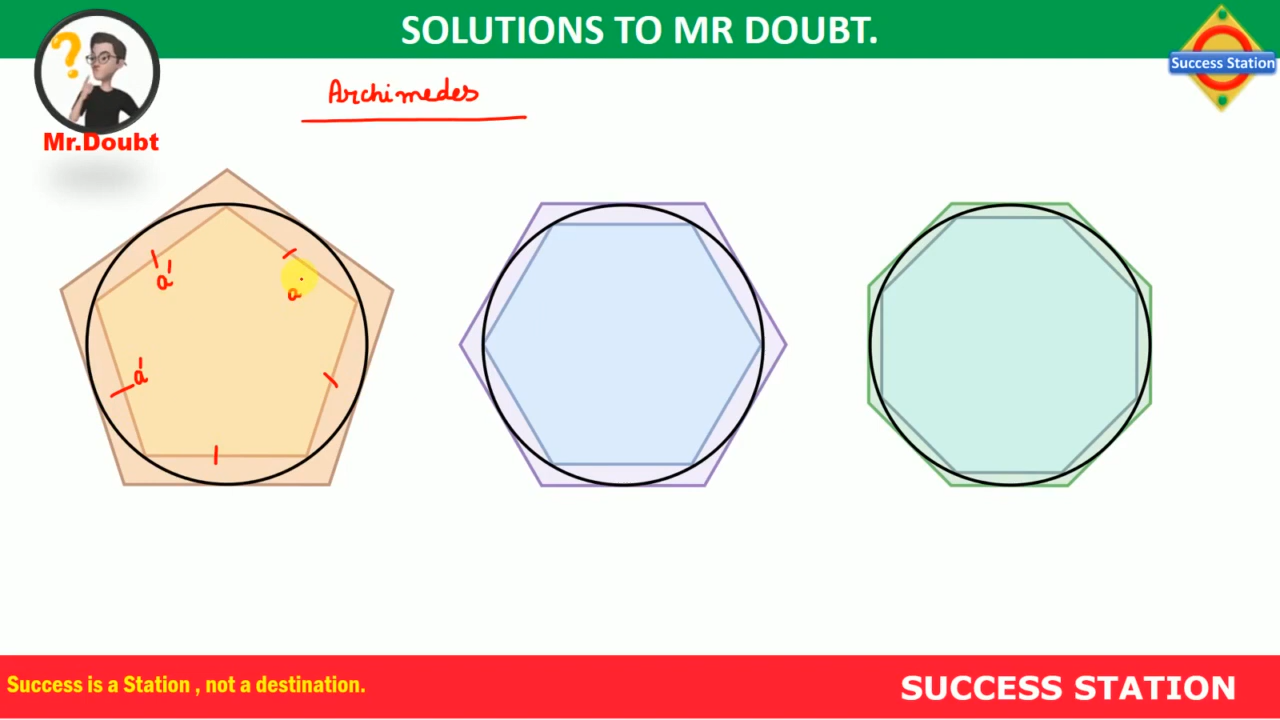 SOLUTIONS TO MR DOUBT.
?
Success Station
Archimedes
Mr.Doubt
a'
a
a'
Success is a Station , not a destination.
SUCCESS STATION